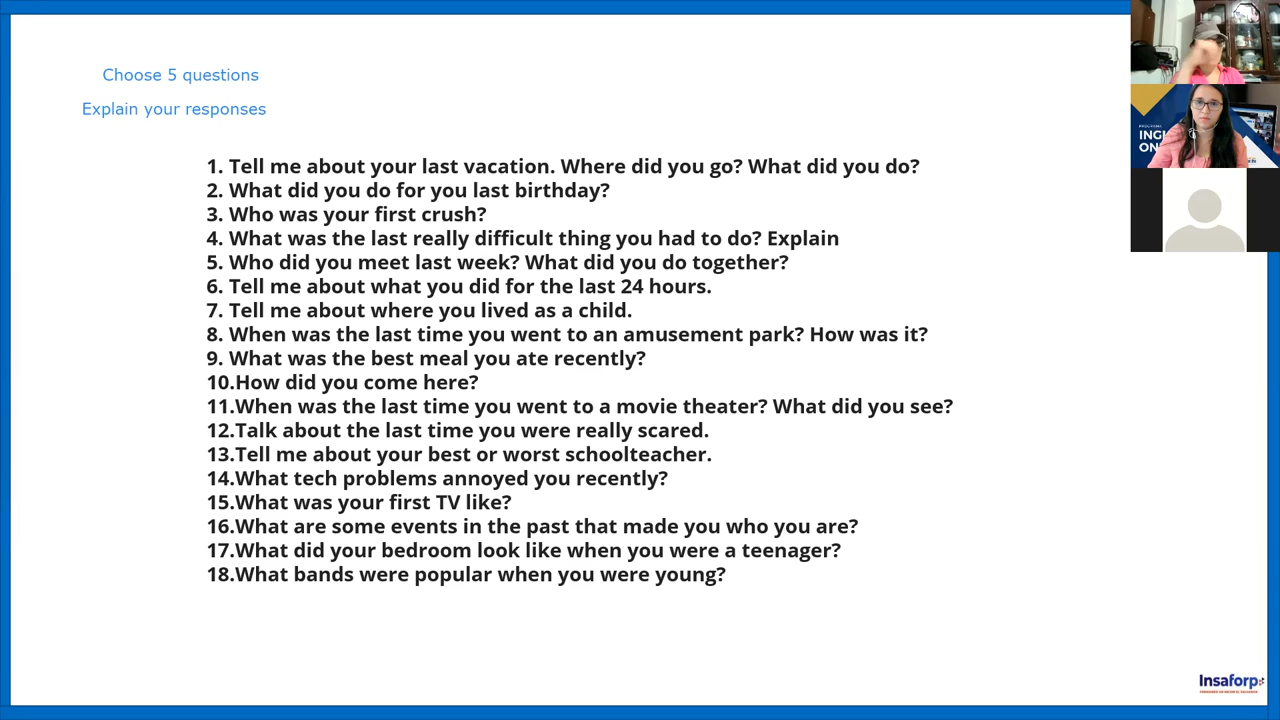 Choose 5 questions
Explain your responses
1. Tell me about your last vacation. Where did you go? What did you do?
2. What did you do for you last birthday?
3. Who was your first crush?
4. What was the last really difficult thing you had to do? Explain
5. Who did you meet last week? What did you do together?
6. Tell me about what you did for the last 24 hours.
7. Tell me about where you lived as a child.
8. When was the last time you went to an amusement park? How was it?
9. What was the best meal you ate recently?
10.How did you come here?
11.When was the last time you went to a movie theater? What did you see?
12.Talk about the last time you were really scared.
13.Tell me about your best or worst schoolteacher.
14.What tech problems annoyed you recently?
15.What was your first TV like?
16.What are some events in the past that made you who you are?
17.What did your bedroom look like when you were a teenager?
18.What bands were popular when you were young?
INGL
ON
Insaforp